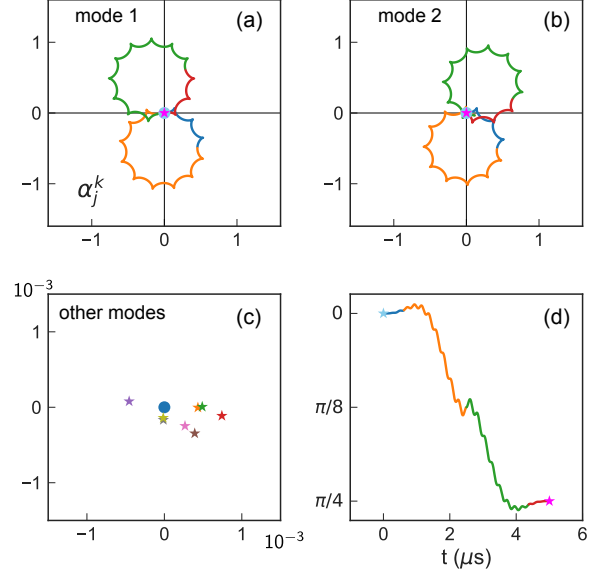 mode 1 (a)
1
0
−1
α_j^k
−1 0 1
mode 2 (b)
1
0
−1
−1 0 1
10⁻³
other modes (c)
1
0
−1
−1 0 1
10⁻³
(d)
0
π/8
π/4
0 2 4 6
t (μs)